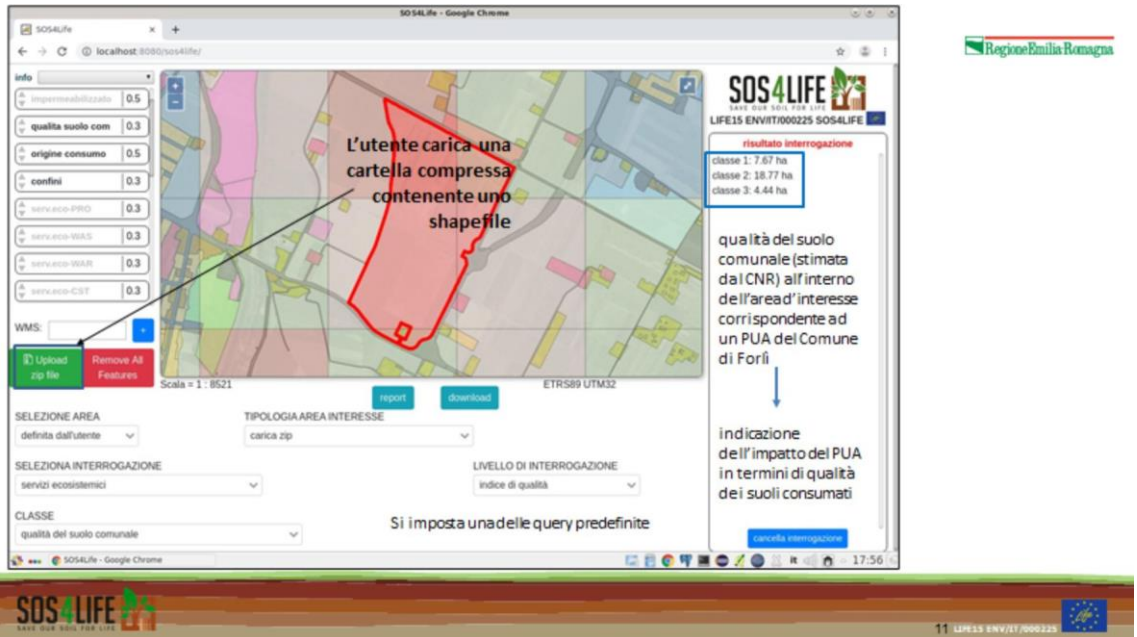 SOS4Life - Google Chrome
SOS4Life
localhost:8080/sos4life/
info
impermeabilizzato 0.5
qualita suolo com 0.3
origine consumo 0.5
confini 0.3
serv.eco-PRO 0.3
serv.eco-WAS 0.3
serv.eco-WAR 0.3
serv.eco-CST 0.3
WMS:
+
Upload zip file
Remove All Features
+
−
L'utente carica una
cartella compressa
contenente uno
shapefile
Scala = 1 : 8521
ETRS89 UTM32
report
download
SELEZIONE AREA
definita dall'utente
TIPOLOGIA AREA INTERESSE
carica zip
SELEZIONA INTERROGAZIONE
servizi ecosistemici
LIVELLO DI INTERROGAZIONE
indice di qualità
CLASSE
qualità del suolo comunale
Si imposta una delle query predefinite
SOS4LIFE
SAVE OUR SOIL FOR LIFE
LIFE15 ENV/IT/000225 SOS4LIFE
risultato interrogazione
classe 1: 7.67 ha
classe 2: 18.77 ha
classe 3: 4.44 ha
qualità del suolo
comunale (stimata
dal CNR) all'interno
dell'area d'interesse
corrispondente ad
un PUA del Comune
di Forlì
indicazione
dell'impatto del PUA
in termini di qualità
dei suoli consumati
cancella interrogazione
SOS4Life - Google Chrome
it
17:56
RegioneEmilia-Romagna
SOS4LIFE
SAVE OUR SOIL FOR LIFE
11 LIFE15 ENV/IT/000225
Life